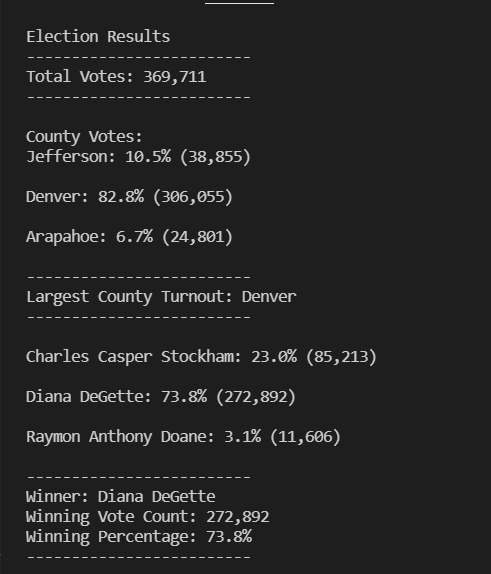 Election Results
-------------------------
Total Votes: 369,711
-------------------------
County Votes:
Jefferson: 10.5% (38,855)
Denver: 82.8% (306,055)
Arapahoe: 6.7% (24,801)
-------------------------
Largest County Turnout: Denver
-------------------------
Charles Casper Stockham: 23.0% (85,213)
Diana DeGette: 73.8% (272,892)
Raymon Anthony Doane: 3.1% (11,606)
-------------------------
Winner: Diana DeGette
Winning Vote Count: 272,892
Winning Percentage: 73.8%
-------------------------